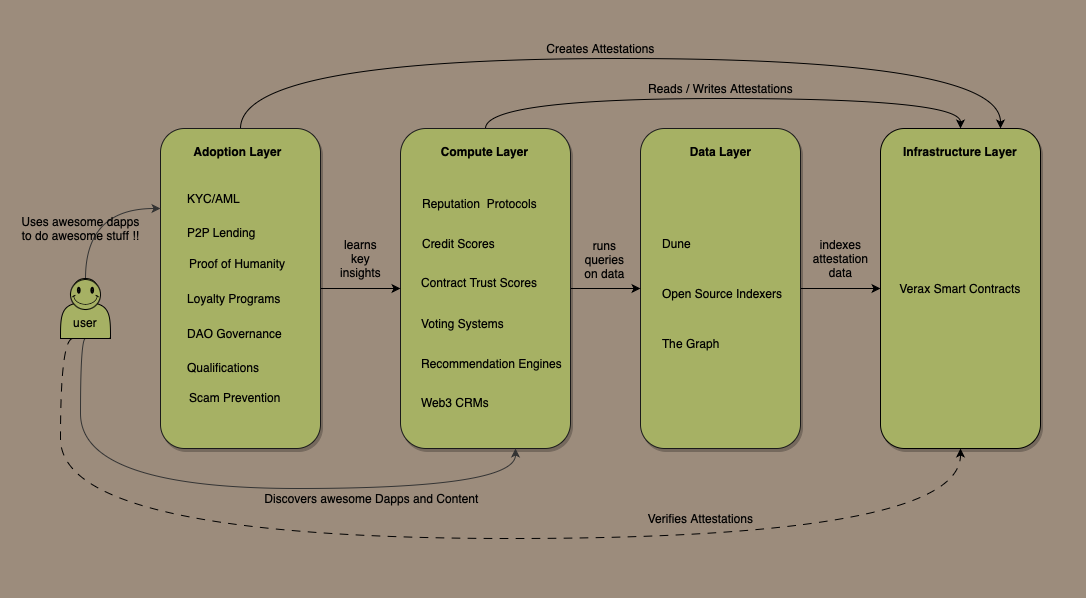 Creates Attestations
Reads / Writes Attestations
Adoption Layer
KYC/AML
P2P Lending
Proof of Humanity
Loyalty Programs
DAO Governance
Qualifications
Scam Prevention
Compute Layer
Reputation  Protocols
Credit Scores
Contract Trust Scores
Voting Systems
Recommendation Engines
Web3 CRMs
Data Layer
Dune
Open Source Indexers
The Graph
Infrastructure Layer
Verax Smart Contracts
Uses awesome dapps
to do awesome stuff !!
user
learns
key
insights
runs
queries
on data
indexes
attestation
data
Discovers awesome Dapps and Content
Verifies Attestations